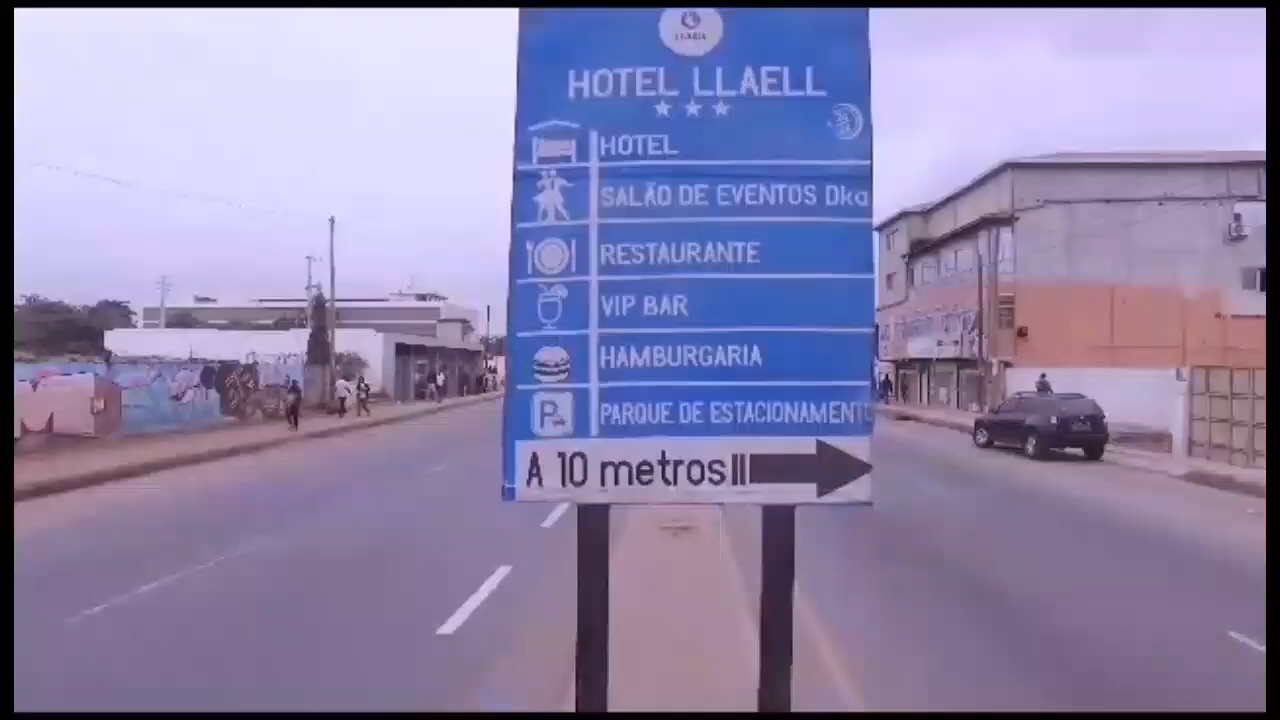 HOTEL LLAELL
HOTEL
SALÃO DE EVENTOS Dka
RESTAURANTE
VIP BAR
HAMBURGARIA
P
PARQUE DE ESTACIONAMENTO
A 10 metros